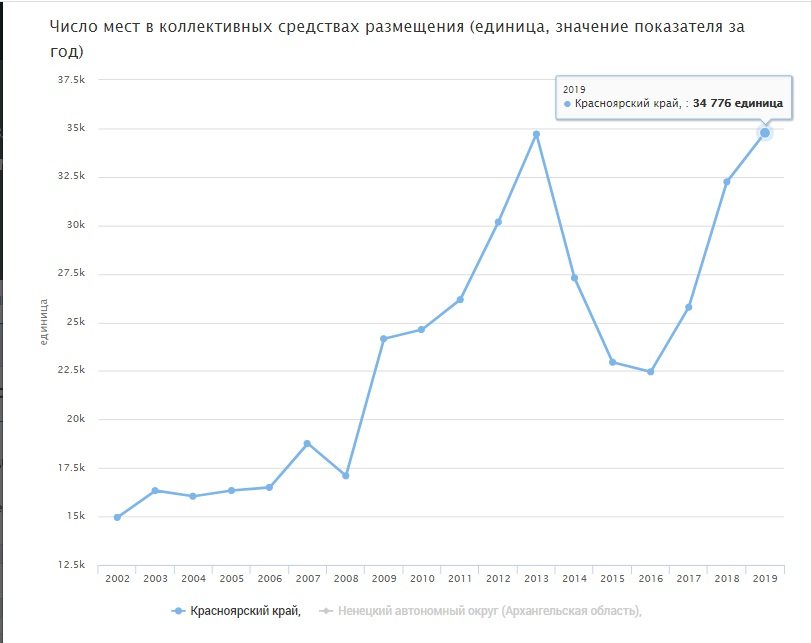 Число мест в коллективных средствах размещения (единица, значение показателя за
год)
37.5k
2019
Красноярский край, : 34 776 единица
35k
32.5k
30k
27.5k
25k
22.5k
20k
17.5k
15k
12.5k
единица
2002 2003 2004 2005 2006 2007 2008 2009 2010 2011 2012 2013 2014 2015 2016 2017 2018 2019
Красноярский край, Ненецкий автономный округ (Архангельская область),